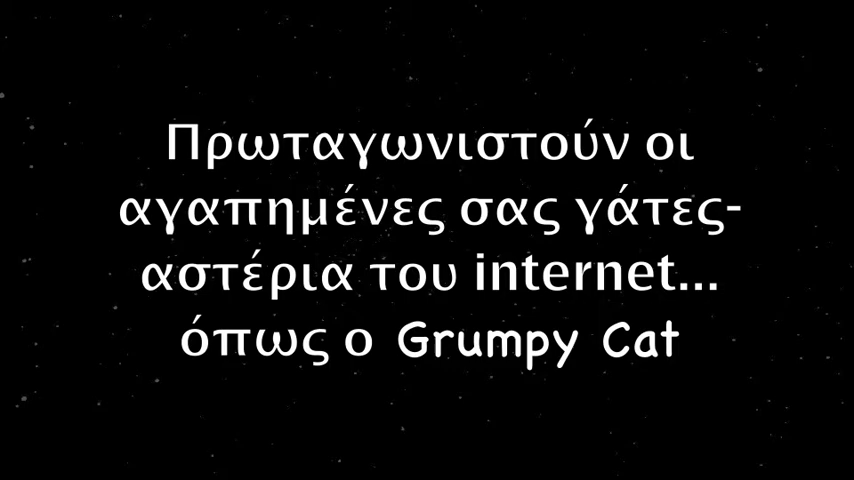 Πρωταγωνιστούν οι
αγαπημένες σας γάτες-
αστέρια του internet...
όπως ο Grumpy Cat